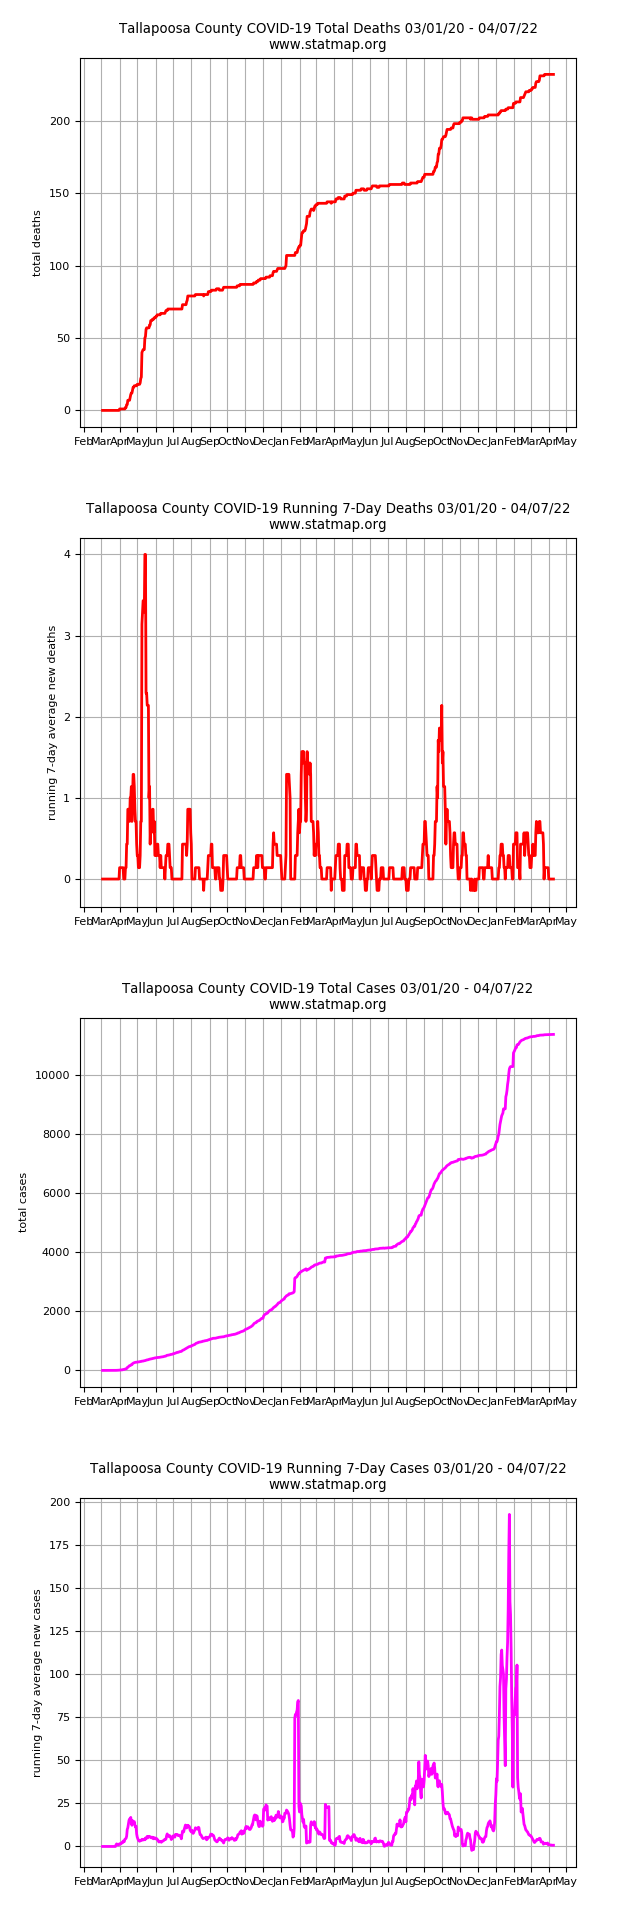 Tallapoosa County COVID-19 Total Deaths 03/01/20 - 04/07/22
www.statmap.org
total deaths
200
150
100
50
0
Feb Mar Apr May Jun Jul Aug Sep Oct Nov Dec Jan Feb Mar Apr May Jun Jul Aug Sep Oct Nov Dec Jan Feb Mar Apr May
Tallapoosa County COVID-19 Running 7-Day Deaths 03/01/20 - 04/07/22
www.statmap.org
running 7-day average new deaths
4
3
2
1
0
Feb Mar Apr May Jun Jul Aug Sep Oct Nov Dec Jan Feb Mar Apr May Jun Jul Aug Sep Oct Nov Dec Jan Feb Mar Apr May
Tallapoosa County COVID-19 Total Cases 03/01/20 - 04/07/22
www.statmap.org
total cases
10000
8000
6000
4000
2000
0
Feb Mar Apr May Jun Jul Aug Sep Oct Nov Dec Jan Feb Mar Apr May Jun Jul Aug Sep Oct Nov Dec Jan Feb Mar Apr May
Tallapoosa County COVID-19 Running 7-Day Cases 03/01/20 - 04/07/22
www.statmap.org
running 7-day average new cases
200
175
150
125
100
75
50
25
0
Feb Mar Apr May Jun Jul Aug Sep Oct Nov Dec Jan Feb Mar Apr May Jun Jul Aug Sep Oct Nov Dec Jan Feb Mar Apr May